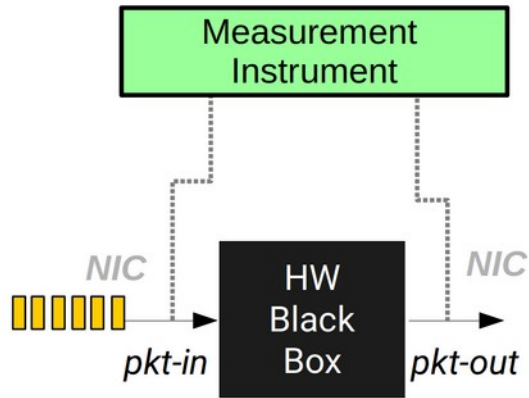 Measurement
Instrument
NIC
NIC
HW
Black
Box
pkt-in
pkt-out